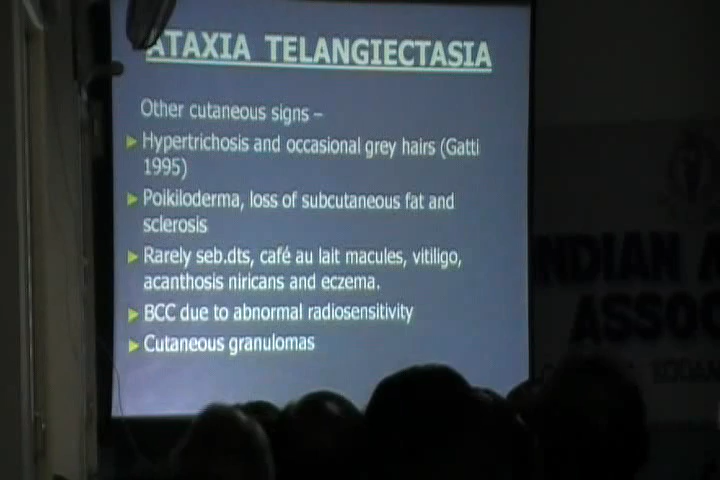 ATAXIA TELANGIECTASIA
Other cutaneous signs –
Hypertrichosis and occasional grey hairs (Gatti
1995)
Poikiloderma, loss of subcutaneous fat and
sclerosis
Rarely seb.dts, café au lait macules, vitiligo,
acanthosis niricans and eczema.
BCC due to abnormal radiosensitivity
Cutaneous granulomas
NDIAN A
ASSOC